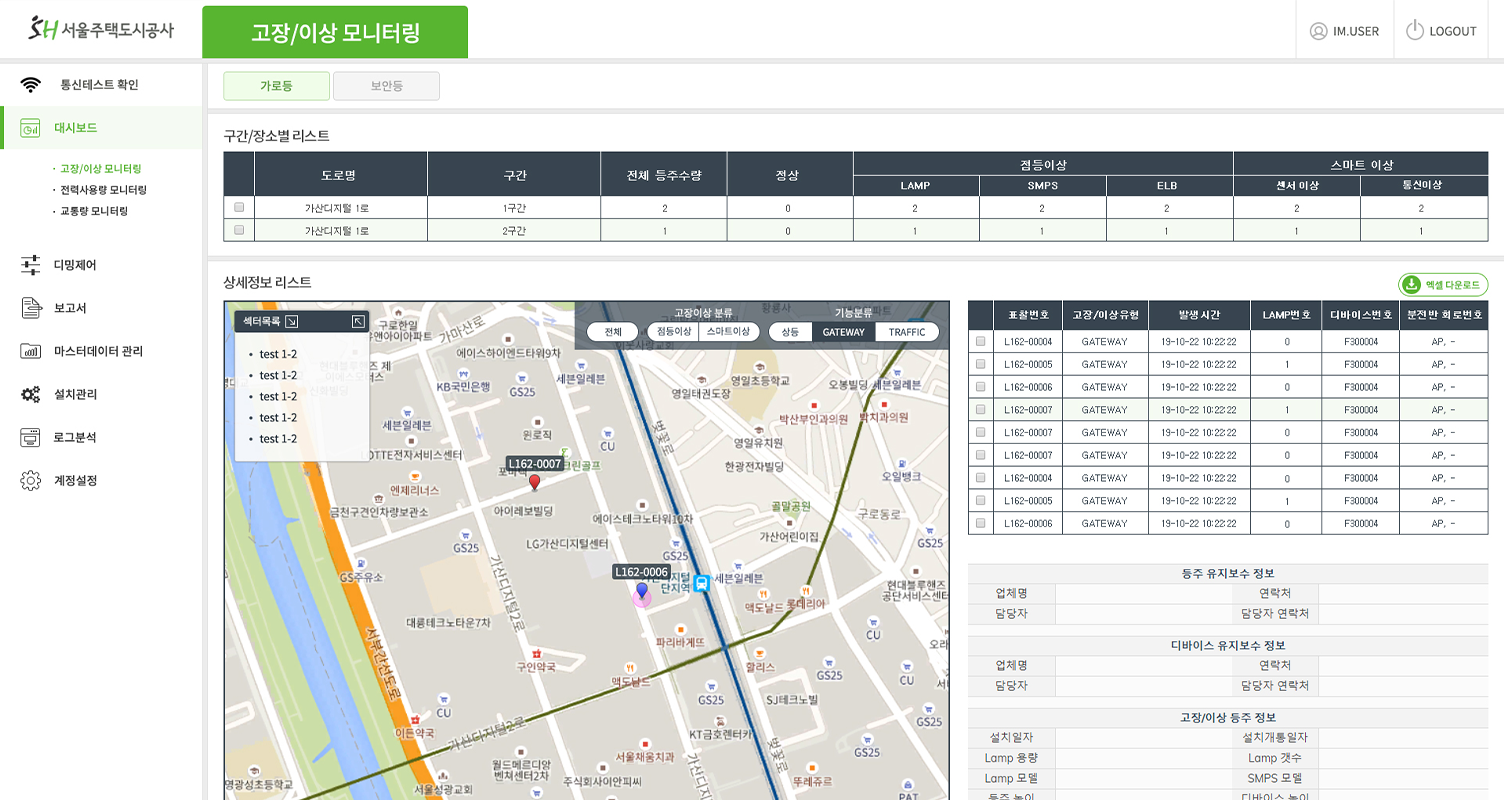 SH 서울주택도시공사
고장/이상 모니터링
IM.USER
LOGOUT
통신테스트 확인
대시보드
· 고장/이상 모니터링
· 전력사용량 모니터링
· 교통량 모니터링
디밍제어
보고서
마스터데이터 관리
설치관리
로그분석
계정설정
가로등
보안등
구간/장소별 리스트
도로명 구간 전체 등주수량 정상 점등이상 스마트 이상
LAMP SMPS ELB 센서 이상 통신이상
가산디지털 1로 1구간 2 0 2 2 2 2 2
가산디지털 1로 2구간 1 0 1 1 1 1 1
상세정보 리스트
엑셀 다운로드
섹터목록
• test 1-2
• test 1-2
• test 1-2
• test 1-2
• test 1-2
고장이상 분류
기능분류
전체
점등이상
스마트이상
상등
GATEWAY
TRAFFIC
구로한일
유앤아이아파트
가마산로
에이스하이엔드타워9차
KB국민은행
GS25
세븐일레븐
영일초등학교
영일태권도장
오봉빌딩
세븐일레븐
박산부인과의원
박치과의원
세븐일레븐
윈로직
CU
벚꽃로
영일유치원
한광전자빌딩
LOTTE전자서비스센터
L162-0007
크린골프
오일뱅크
엔제리너스
금천구견인차량보관소
아이레보빌딩
에이스테크노타워10차
골말공원
구로동로
가산어린이집
GS25
LG가산디지털센터
GS25
GS25
GS주유소
가산디지털2로
L162-0006
단지역
세븐일레븐
현대블루핸즈
공단서비스센터
맥도날드
롯데리아
대륭테크노타운7차
CU
파리바게뜨
서부간선도로
구인약국
맥도날드
할리스
GS25
CU
GS25
SJ테크노빌
CU
이든약국
가산디지털2로
KT금호렌터카
GS25
벚꽃로
GS25
서울채움치과
월드메르디앙
벤처센터2차
주식회사이안피씨
뚜레쥬르
영광성초등학교
서울성광교회
PAT
표찰번호 고장/이상유형 발생시간 LAMP번호 디바이스번호 분전반 회로번호
L162-00004 GATEWAY 19-10-22 10:22:22 0 F300004 AP, -
L162-00005 GATEWAY 19-10-22 10:22:22 1 F300004 AP, -
L162-00006 GATEWAY 19-10-22 10:22:22 0 F300004 AP, -
L162-00007 GATEWAY 19-10-22 10:22:22 1 F300004 AP, -
L162-00007 GATEWAY 19-10-22 10:22:22 0 F300004 AP, -
L162-00007 GATEWAY 19-10-22 10:22:22 0 F300004 AP, -
L162-00004 GATEWAY 19-10-22 10:22:22 0 F300004 AP, -
L162-00005 GATEWAY 19-10-22 10:22:22 1 F300004 AP, -
L162-00006 GATEWAY 19-10-22 10:22:22 0 F300004 AP, -
등주 유지보수 정보
업체명 연락처
담당자 담당자 연락처
디바이스 유지보수 정보
업체명 연락처
담당자 담당자 연락처
고장/이상 등주 정보
설치일자 설치개통일자
Lamp 용량 Lamp 갯수
Lamp 모델 SMPS 모델
등주 높이 디바이스 높이